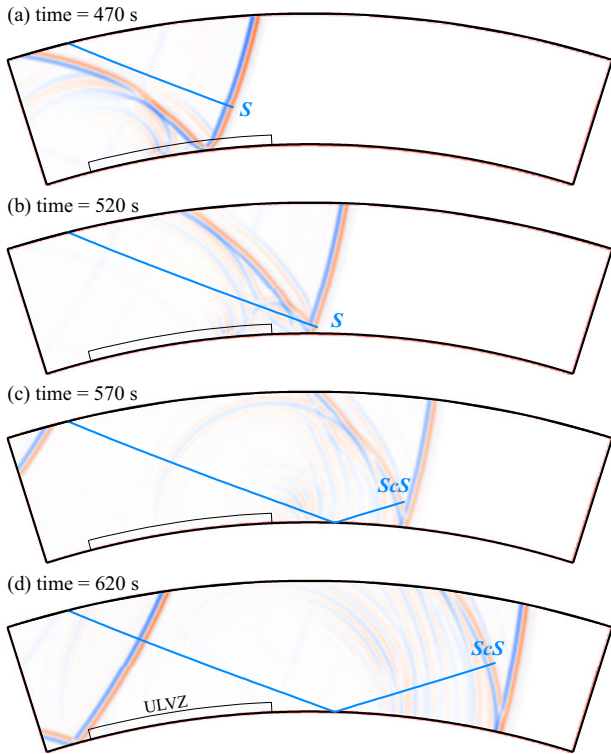 (a) time = 470 s
S
(b) time = 520 s
S
(c) time = 570 s
ScS
(d) time = 620 s
ScS
ULVZ